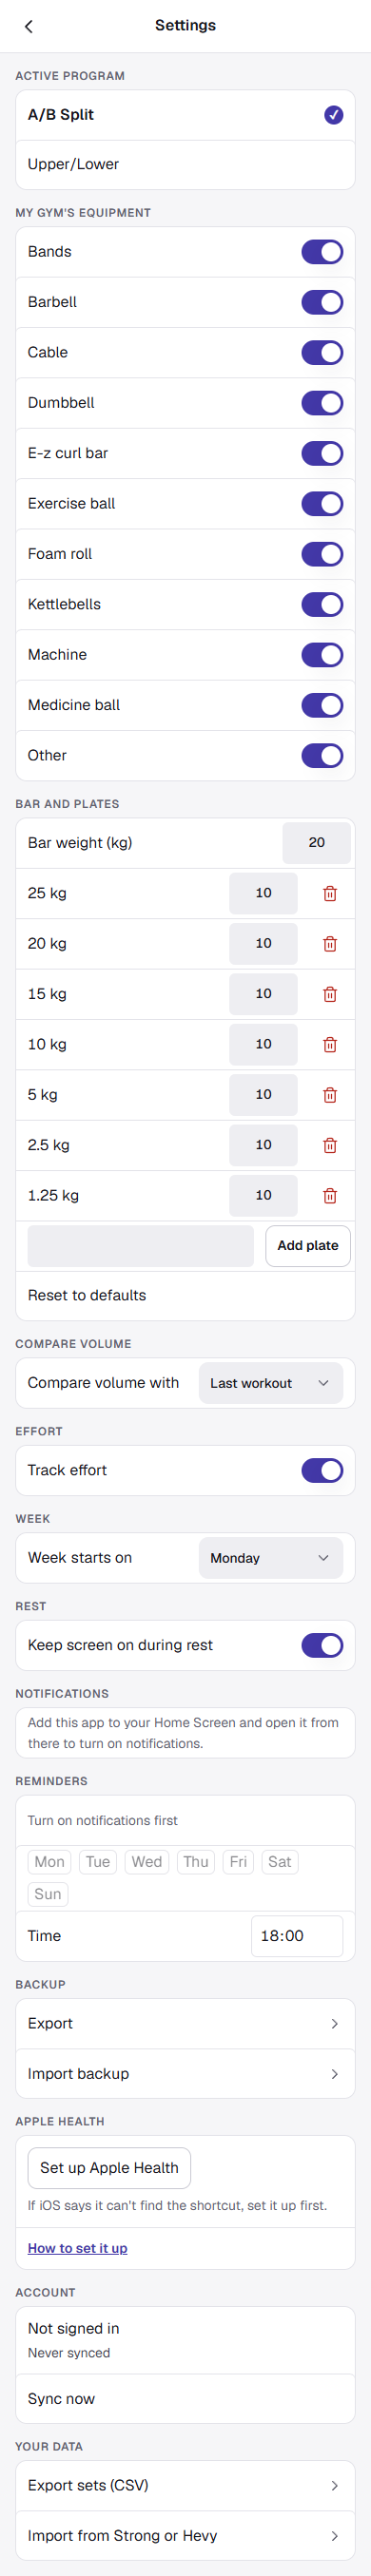 Settings
ACTIVE PROGRAM
A/B Split
Upper/Lower
MY GYM'S EQUIPMENT
Bands
Barbell
Cable
Dumbbell
E-z curl bar
Exercise ball
Foam roll
Kettlebells
Machine
Medicine ball
Other
BAR AND PLATES
Bar weight (kg) 20
25 kg 10
20 kg 10
15 kg 10
10 kg 10
5 kg 10
2.5 kg 10
1.25 kg 10
Add plate
Reset to defaults
COMPARE VOLUME
Compare volume with Last workout
EFFORT
Track effort
WEEK
Week starts on Monday
REST
Keep screen on during rest
NOTIFICATIONS
Add this app to your Home Screen and open it from
there to turn on notifications.
REMINDERS
Turn on notifications first
Mon Tue Wed Thu Fri Sat
Sun
Time 18:00
BACKUP
Export
Import backup
APPLE HEALTH
Set up Apple Health
If iOS says it can't find the shortcut, set it up first.
How to set it up
ACCOUNT
Not signed in
Never synced
Sync now
YOUR DATA
Export sets (CSV)
Import from Strong or Hevy